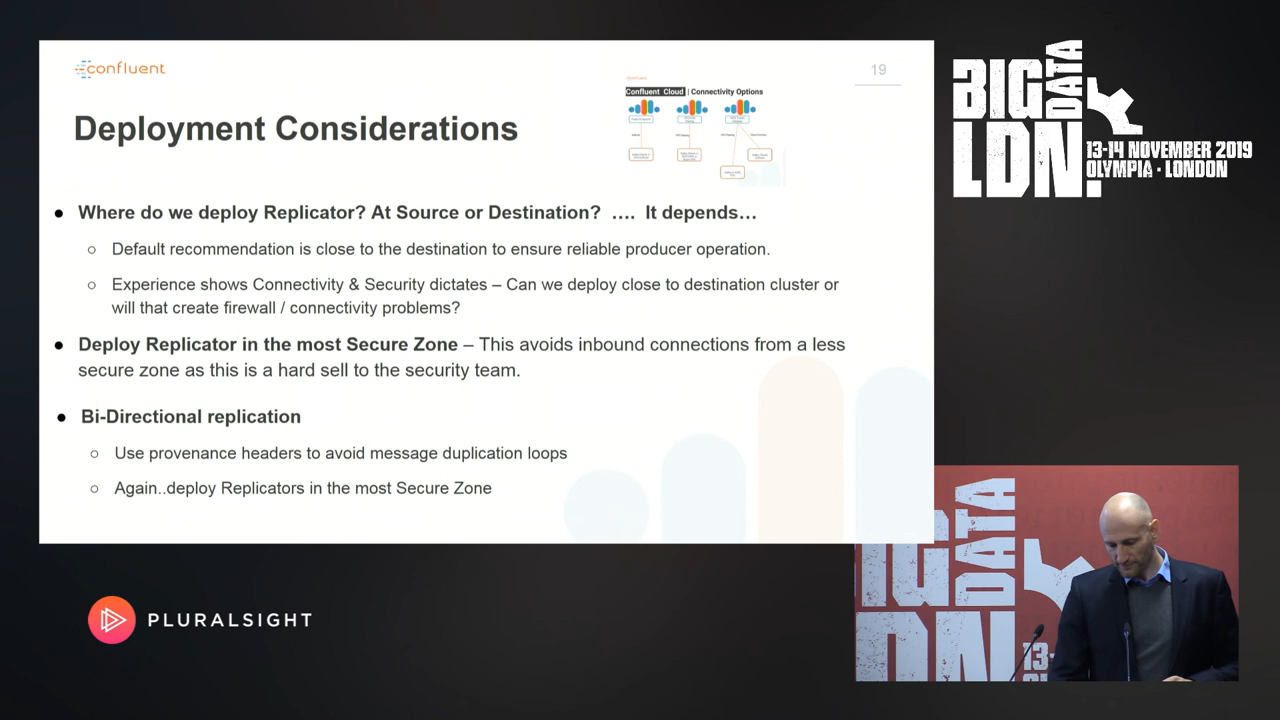 confluent
19
confluent
Confluent Cloud | Connectivity Options
Deployment Considerations
● Where do we deploy Replicator? At Source or Destination? …. It depends…
○ Default recommendation is close to the destination to ensure reliable producer operation.
○ Experience shows Connectivity & Security dictates – Can we deploy close to destination cluster or
will that create firewall / connectivity problems?
● Deploy Replicator in the most Secure Zone – This avoids inbound connections from a less
secure zone as this is a hard sell to the security team.
● Bi-Directional replication
○ Use provenance headers to avoid message duplication loops
○ Again..deploy Replicators in the most Secure Zone
BIG
DATA
LDN.
13-14 NOVEMBER 2019
OLYMPIA · LONDON
PLURALSIGHT
BIG
DATA
LDN
13-